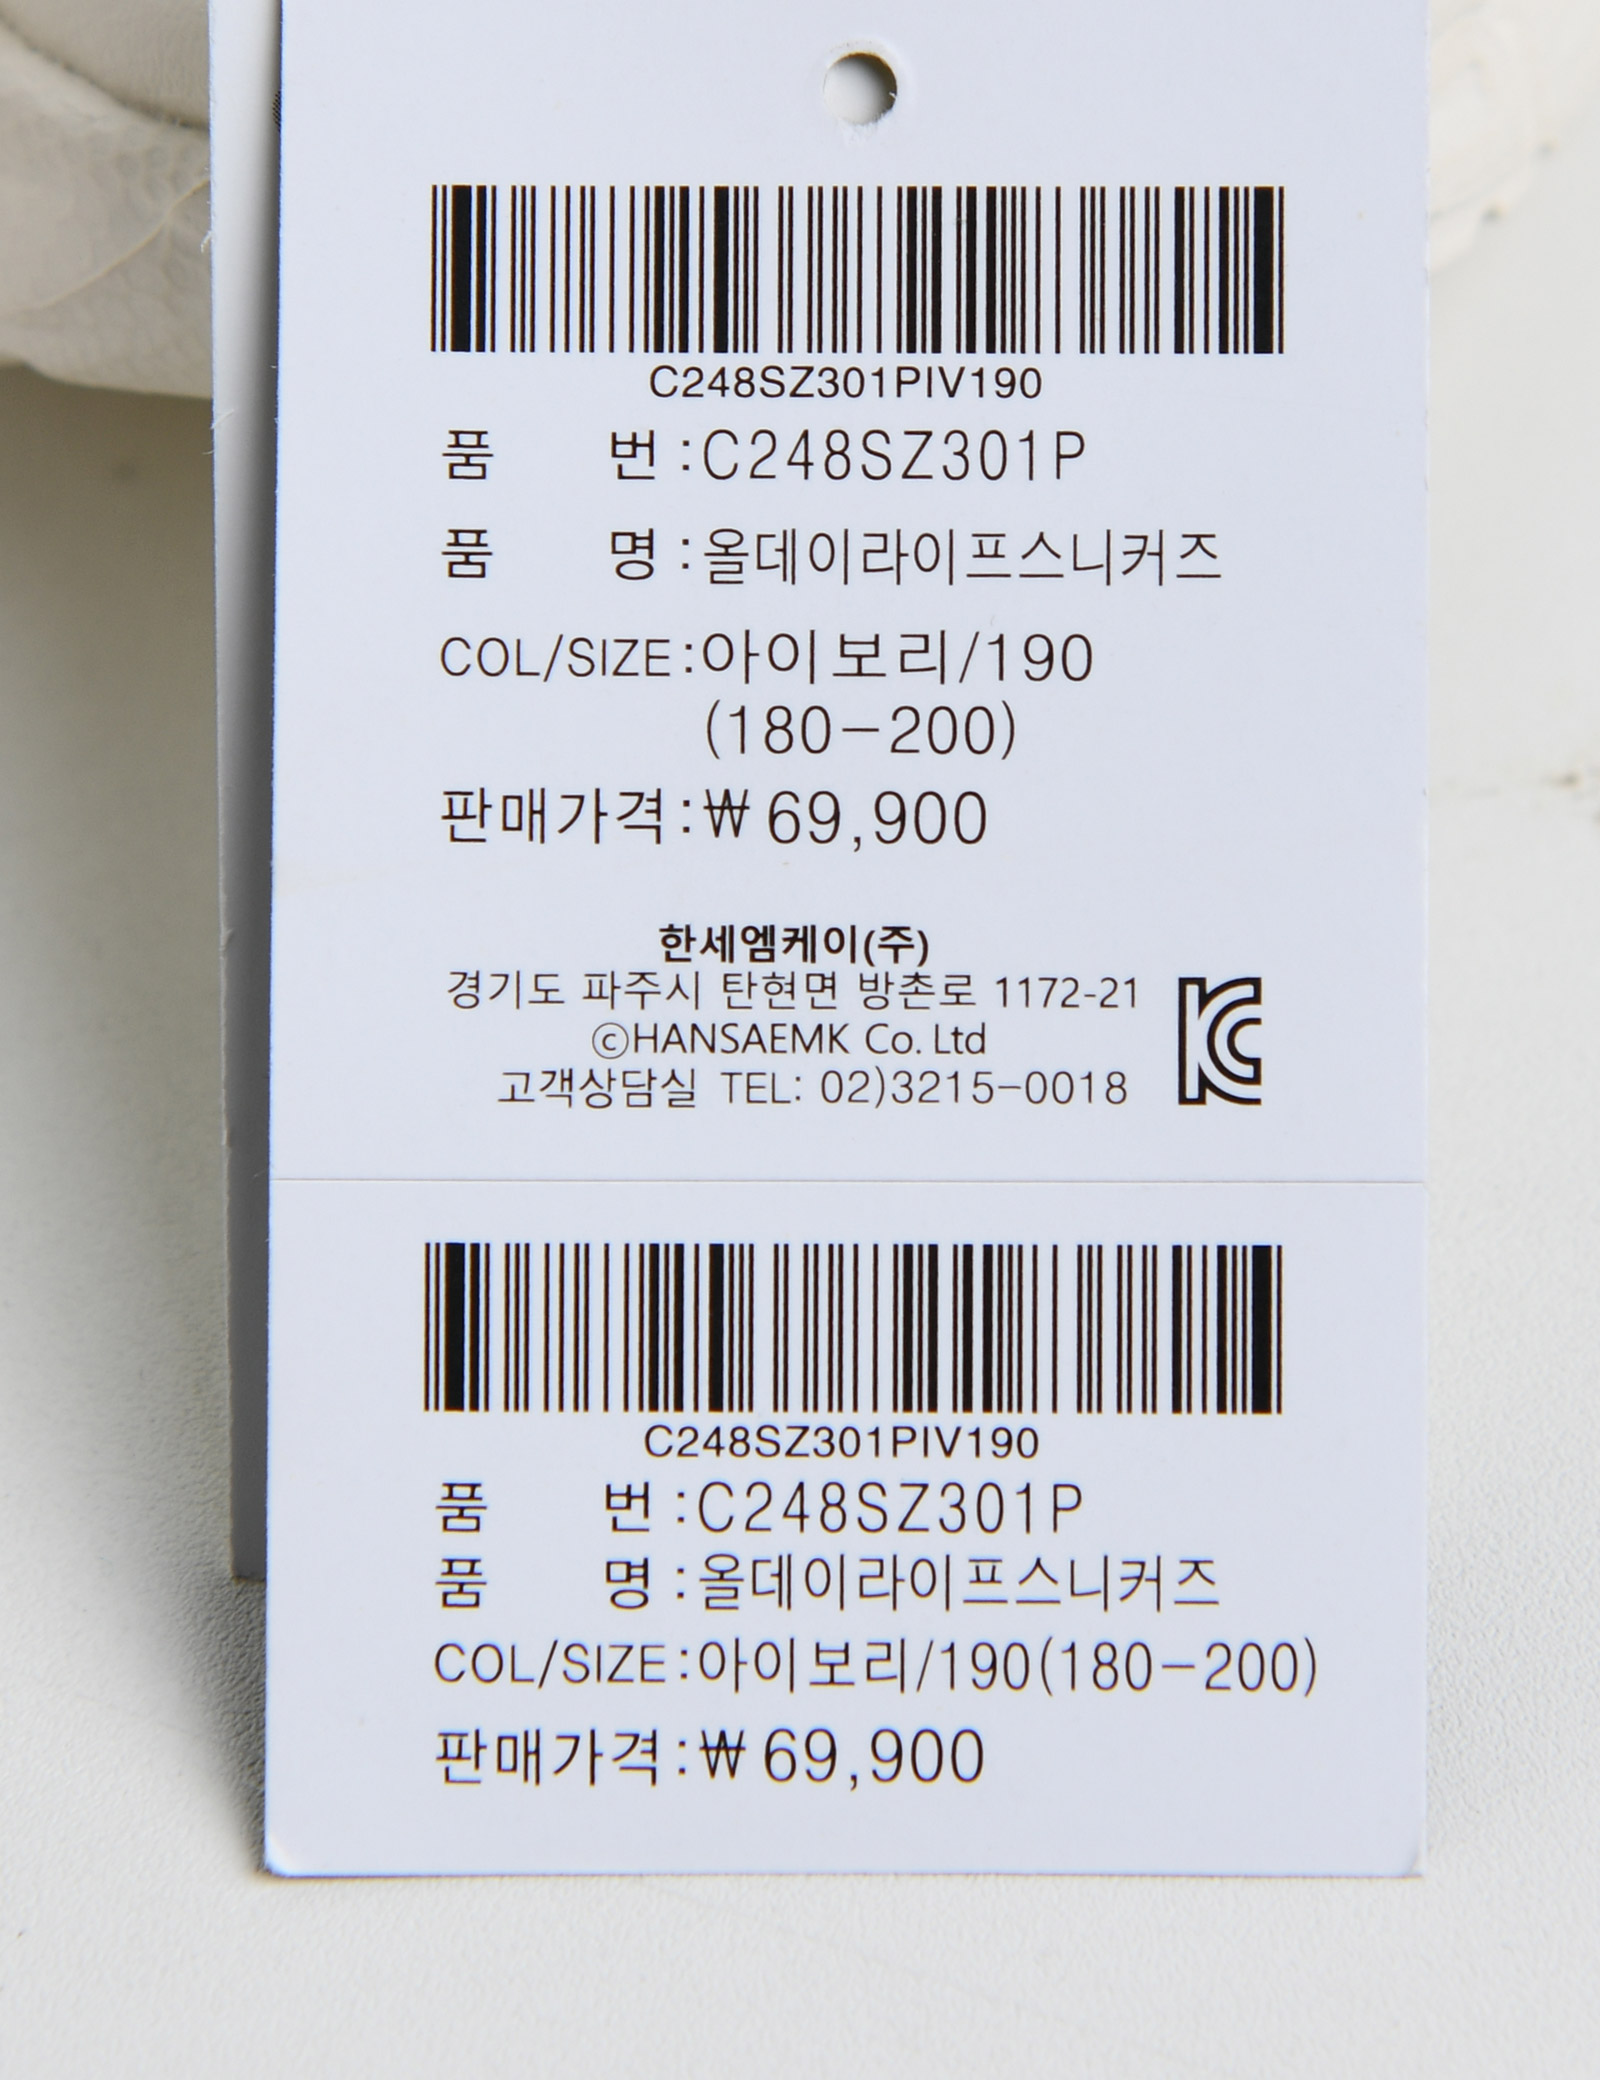 C248SZ301PIV190
품 번 : C248SZ301P
품 명 : 올데이라이프스니커즈
COL/SIZE : 아이보리/190
(180-200)
판매가격 : ₩ 69,900
한세엠케이(주)
경기도 파주시 탄현면 방촌로 1172-21
ⓒHANSAEMK Co. Ltd
고객상담실 TEL: 02)3215-0018
KC
C248SZ301PIV190
품 번 : C248SZ301P
품 명 : 올데이라이프스니커즈
COL/SIZE : 아이보리/190(180-200)
판매가격 : ₩ 69,900